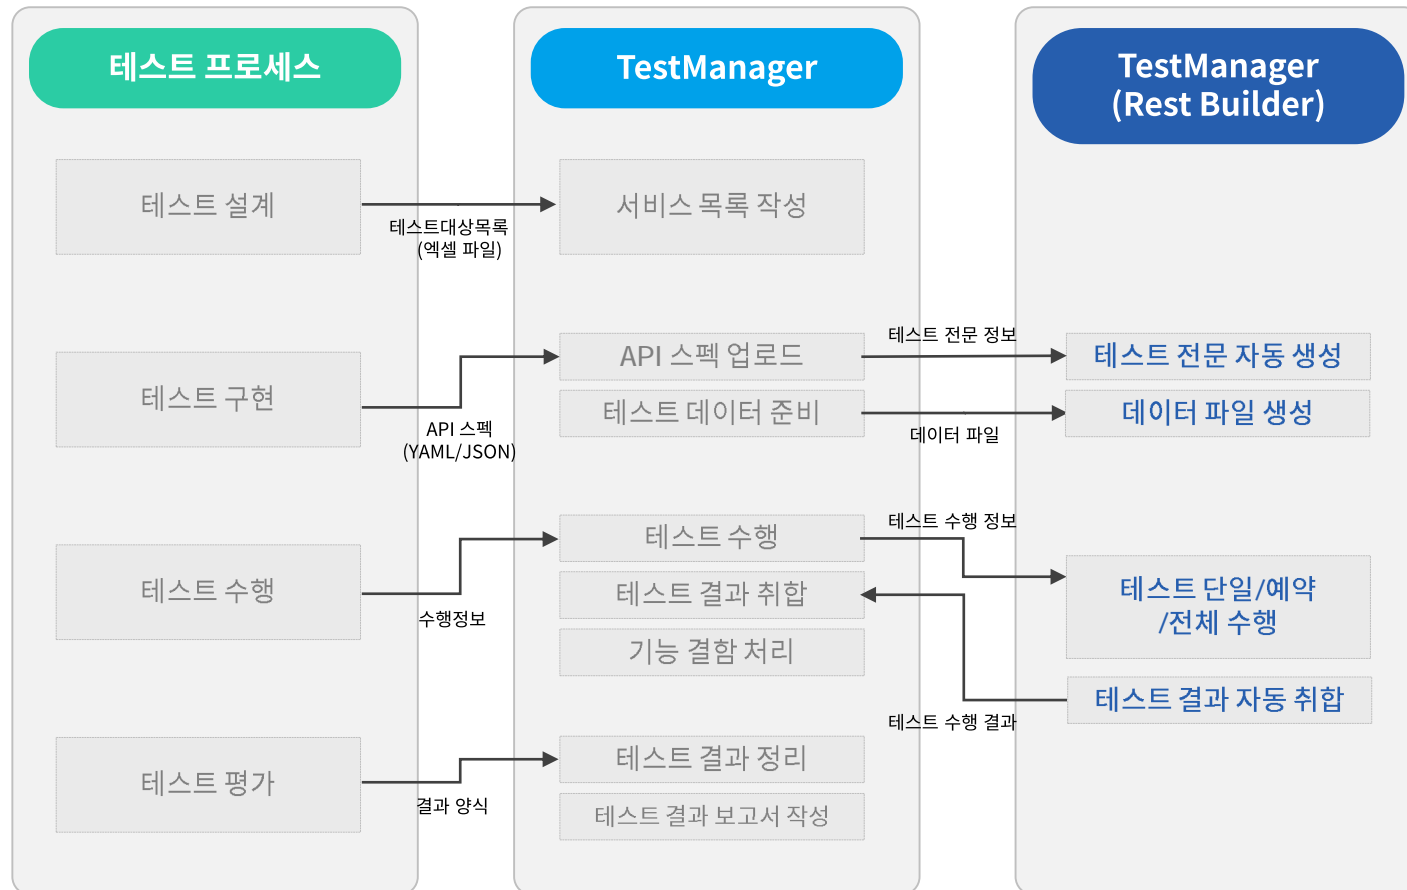 테스트 프로세스
TestManager
TestManager
(Rest Builder)
테스트 설계
테스트대상목록
(엑셀 파일)
서비스 목록 작성
테스트 구현
API 스펙
(YAML/JSON)
API 스펙 업로드
테스트 전문 정보
테스트 전문 자동 생성
테스트 데이터 준비
데이터 파일
데이터 파일 생성
테스트 수행
수행정보
테스트 수행
테스트 수행 정보
테스트 단일/예약
/전체 수행
테스트 결과 취합
기능 결함 처리
테스트 수행 결과
테스트 결과 자동 취합
테스트 평가
결과 양식
테스트 결과 정리
테스트 결과 보고서 작성